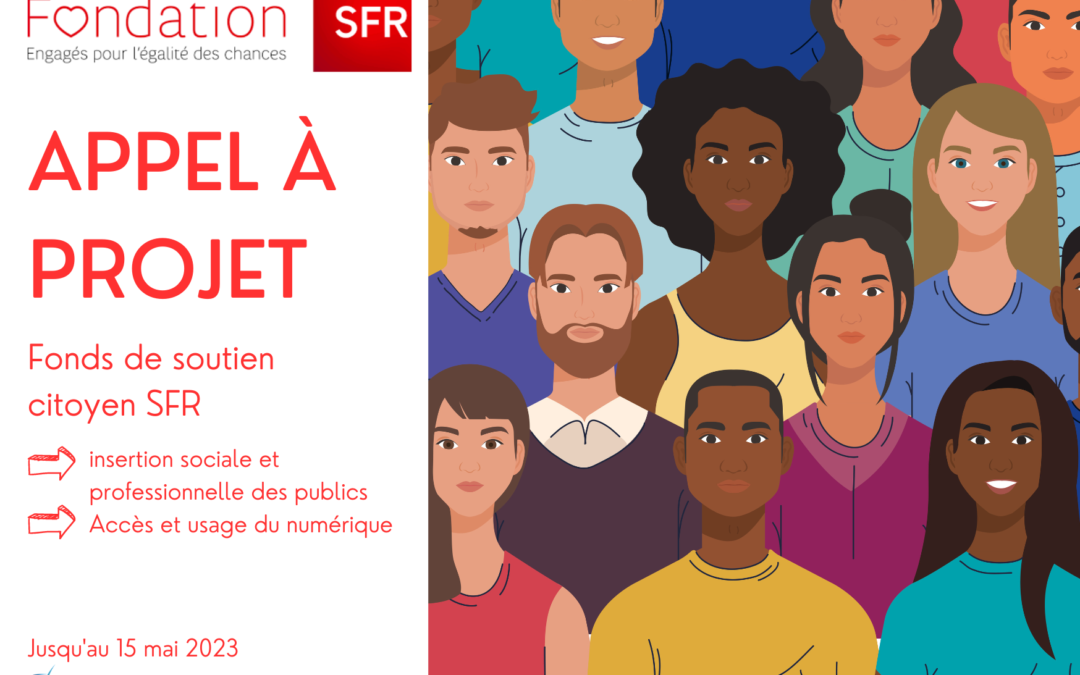 Fondation
Engagés pour l'égalité des chances
SFR
APPEL À
PROJET
Fonds de soutien
citoyen SFR
insertion sociale et
professionnelle des publics
Accès et usage du numérique
Jusqu'au 15 mai 2023